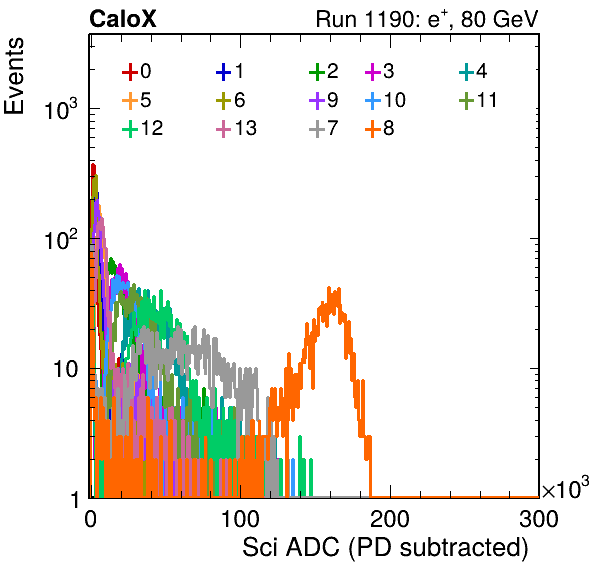 CaloX Run 1190: e⁺, 80 GeV
Events
0 1 2 3 4
5 6 9 10 11
12 13 7 8
10³
10²
10
1
0 100 200 300
×10³
Sci ADC (PD subtracted)